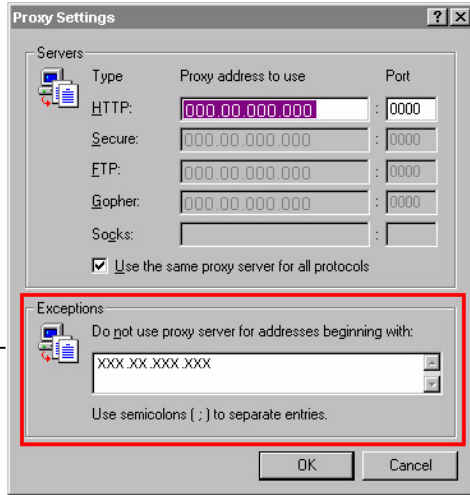 Proxy Settings
Servers
Type Proxy address to use Port
HTTP: 000.00.000.000 : 0000
Secure: 000.00.000.000 : 0000
FTP: 000.00.000.000 : 0000
Gopher: 000.00.000.000 : 0000
Socks: :
Use the same proxy server for all protocols
Exceptions
Do not use proxy server for addresses beginning with:
XXX.XX.XXX.XXX
Use semicolons ( ; ) to separate entries.
OK Cancel